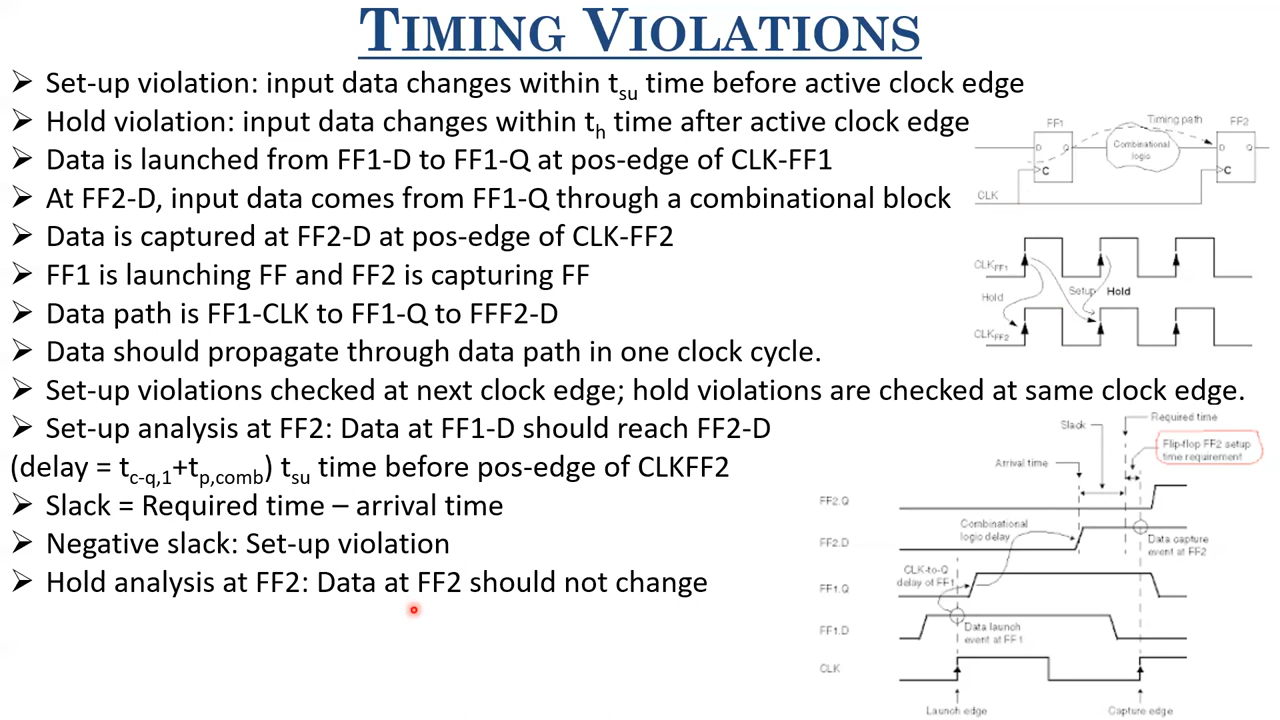 TIMING VIOLATIONS
➢ Set-up violation: input data changes within tsu time before active clock edge
➢ Hold violation: input data changes within th time after active clock edge
➢ Data is launched from FF1-D to FF1-Q at pos-edge of CLK-FF1
➢ At FF2-D, input data comes from FF1-Q through a combinational block
➢ Data is captured at FF2-D at pos-edge of CLK-FF2
➢ FF1 is launching FF and FF2 is capturing FF
➢ Data path is FF1-CLK to FF1-Q to FFF2-D
➢ Data should propagate through data path in one clock cycle.
➢ Set-up violations checked at next clock edge; hold violations are checked at same clock edge.
➢ Set-up analysis at FF2: Data at FF1-D should reach FF2-D
(delay = tc-q,1+tp,comb) tsu time before pos-edge of CLKFF2
➢ Slack = Required time – arrival time
➢ Negative slack: Set-up violation
➢ Hold analysis at FF2: Data at FF2 should not change
FF1
Timing path
FF2
D
Q
Combinational
logic
D
Q
C
C
CLK
CLKFF1
Hold
Setup
Hold
CLKFF2
Required time
Slack
Flip-flop FF2 setup
time requirement
Arrival time
FF2.Q
Combinational
logic delay
FF2.D
Data capture
event at FF2
CLK-to-Q
delay of FF1
FF1.Q
FF1.D
Data launch
event at FF1
CLK
Launch edge
Capture edge